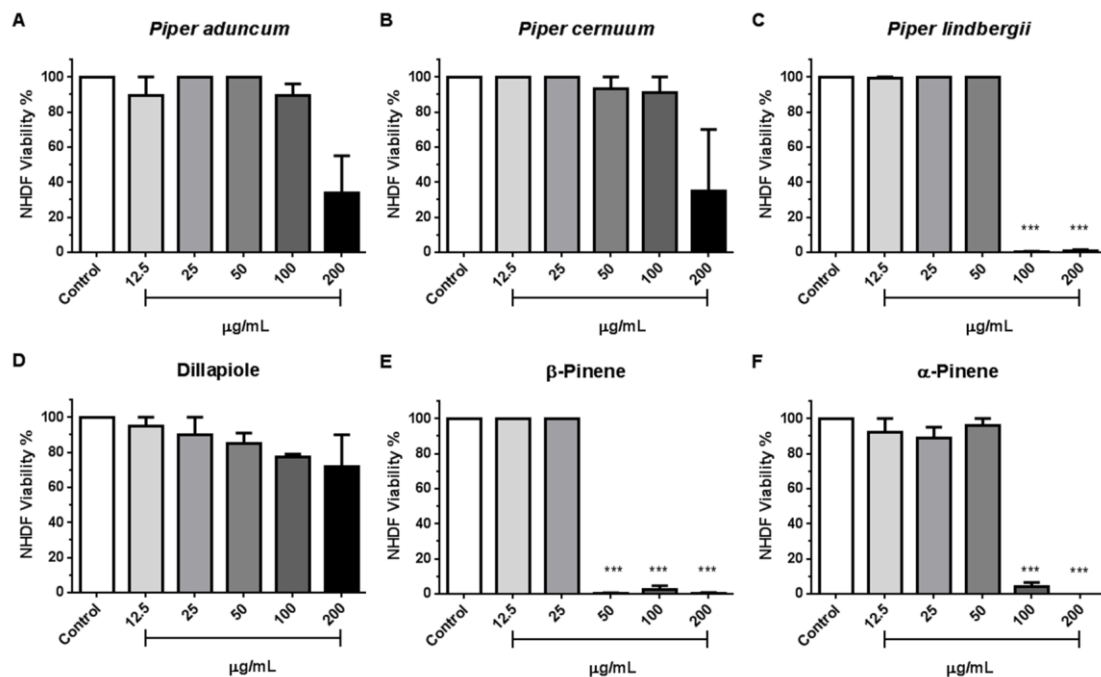 A
Piper aduncum
NHDF Viability %
100
80
60
40
20
0
Control
12.5
25
50
100
200
μg/mL
B
Piper cernuum
NHDF Viability %
100
80
60
40
20
0
Control
12.5
25
50
100
200
μg/mL
C
Piper lindbergii
NHDF Viability %
100
80
60
40
20
0
***
***
Control
12.5
25
50
100
200
μg/mL
D
Dillapiole
NHDF Viability %
100
80
60
40
20
0
Control
12.5
25
50
100
200
μg/mL
E
β-Pinene
NHDF Viability %
100
80
60
40
20
0
***
***
***
Control
12.5
25
50
100
200
μg/mL
F
α-Pinene
NHDF Viability %
100
80
60
40
20
0
***
***
Control
12.5
25
50
100
200
μg/mL